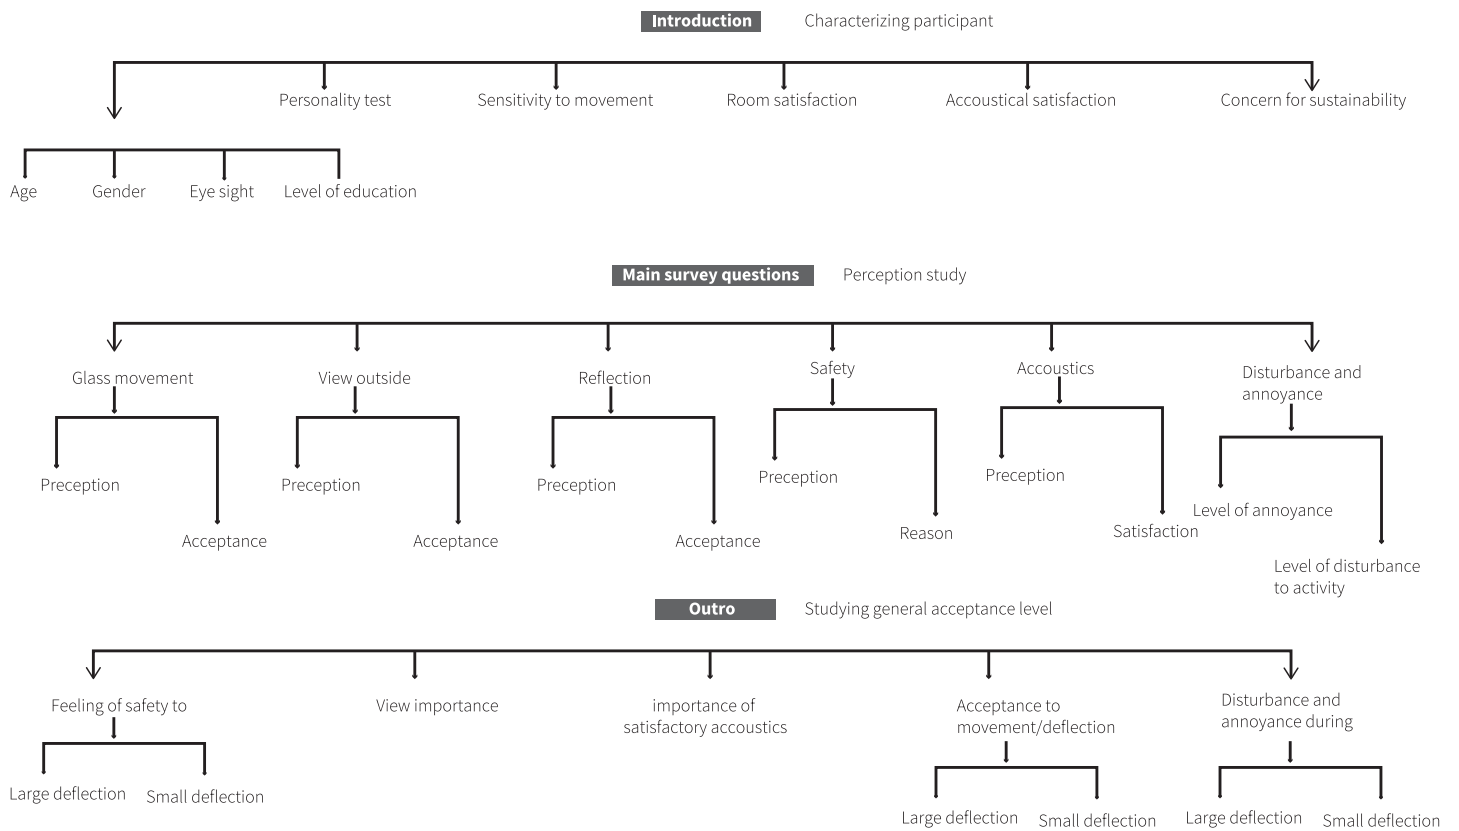 Introduction Characterizing participant
Personality test Sensitivity to movement Room satisfaction Accoustical satisfaction Concern for sustainability
Age Gender Eye sight Level of education
Main survey questions Perception study
Glass movement View outside Reflection Safety Accoustics Disturbance and
annoyance
Preception Preception Preception Preception Preception
Level of annoyance
Acceptance Acceptance Acceptance Reason Satisfaction
Level of disturbance
to activity
Outro Studying general acceptance level
Feeling of safety to View importance importance of
satisfactory accoustics
Acceptance to
movement/deflection
Disturbance and
annoyance during
Large deflection Small deflection Large deflection Small deflection Large deflection Small deflection